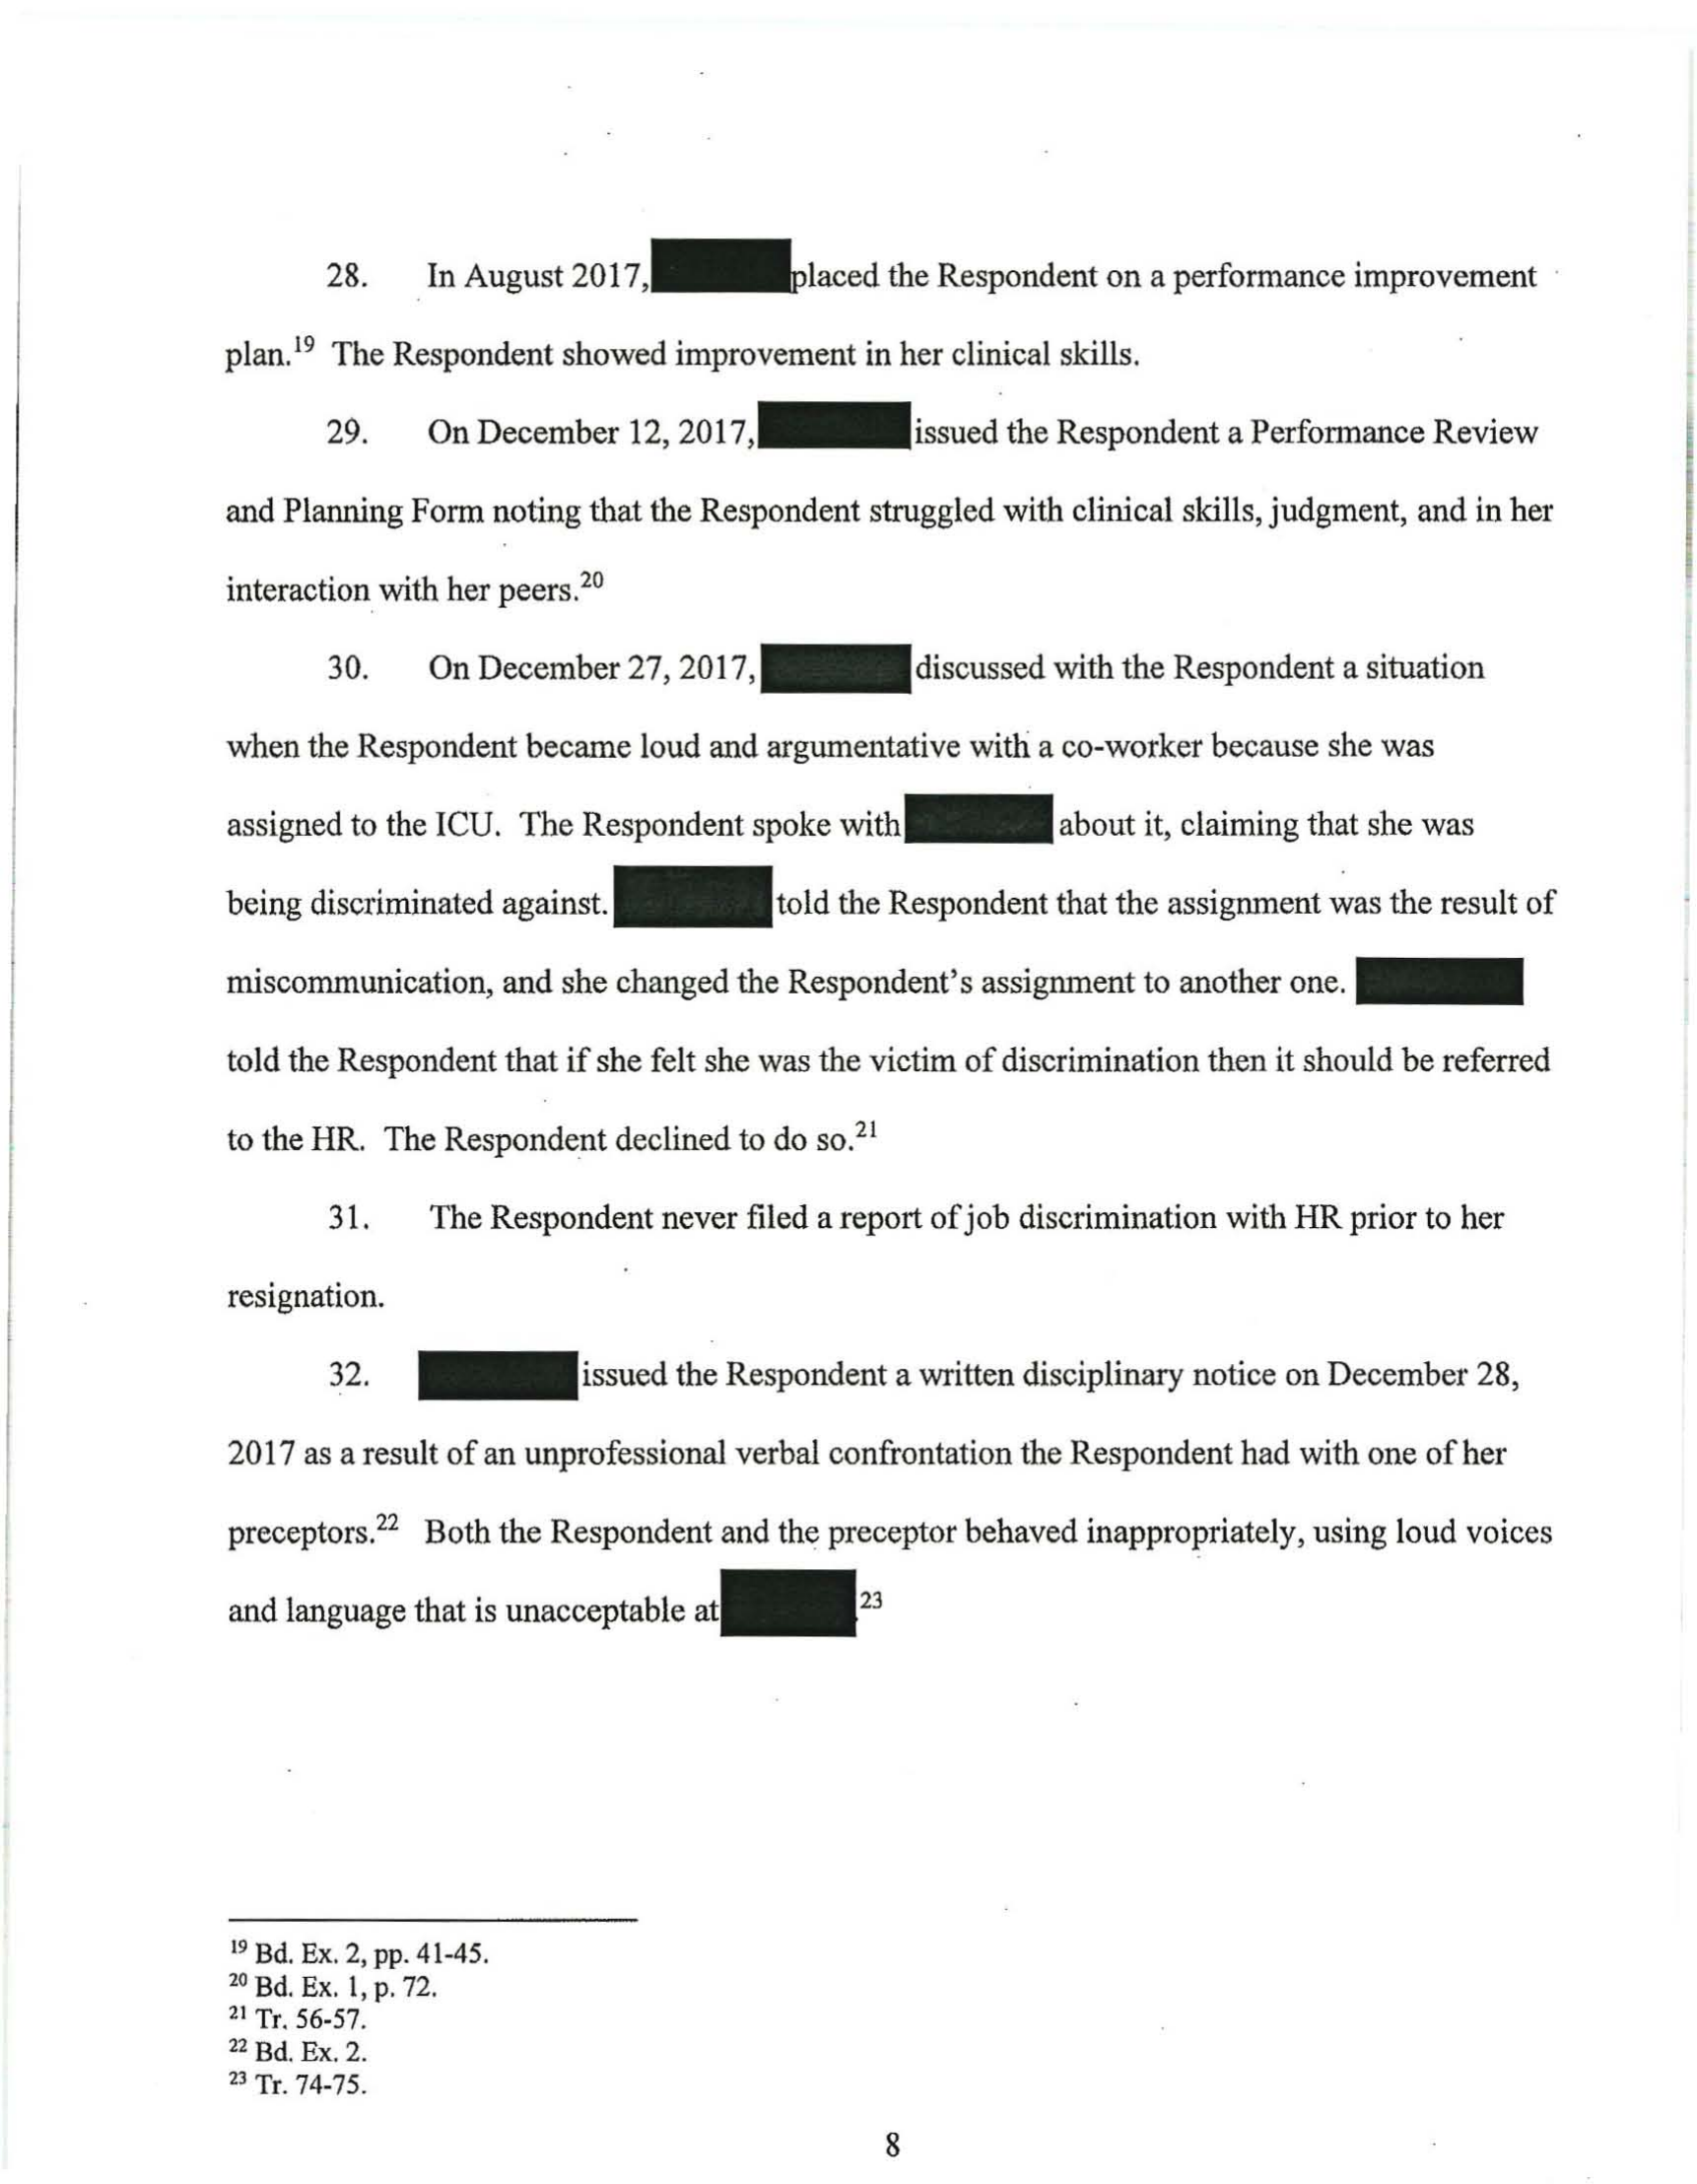 28. In August 2017, placed the Respondent on a performance improvement
plan.19 The Respondent showed improvement in her clinical skills.
29. On December 12, 2017, issued the Respondent a Performance Review
and Planning Form noting that the Respondent struggled with clinical skills, judgment, and in her
interaction with her peers.20
30. On December 27, 2017, discussed with the Respondent a situation
when the Respondent became loud and argumentative with a co-worker because she was
assigned to the ICU. The Respondent spoke with about it, claiming that she was
being discriminated against. told the Respondent that the assignment was the result of
miscommunication, and she changed the Respondent's assignment to another one.
told the Respondent that if she felt she was the victim of discrimination then it should be referred
to the HR. The Respondent declined to do so.21
31. The Respondent never filed a report of job discrimination with HR prior to her
resignation.
32. issued the Respondent a written disciplinary notice on December 28,
2017 as a result of an unprofessional verbal confrontation the Respondent had with one of her
preceptors.22 Both the Respondent and the preceptor behaved inappropriately, using loud voices
and language that is unacceptable at 23
19 Bd. Ex. 2, pp. 41-45.
20 Bd. Ex. 1, p. 72.
21 Tr. 56-57.
22 Bd. Ex. 2.
23 Tr. 74-75.
8